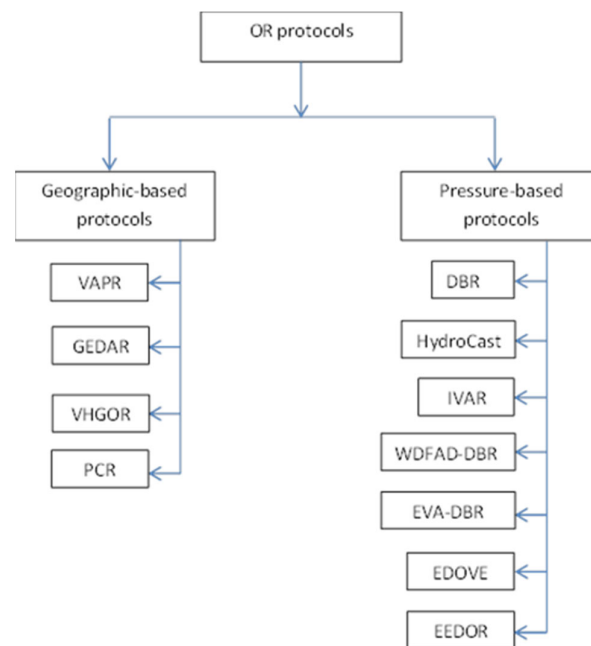 OR protocols
Geographic-based
protocols
VAPR
GEDAR
VHGOR
PCR
Pressure-based
protocols
DBR
HydroCast
IVAR
WDFAD-DBR
EVA-DBR
EDOVE
EEDOR